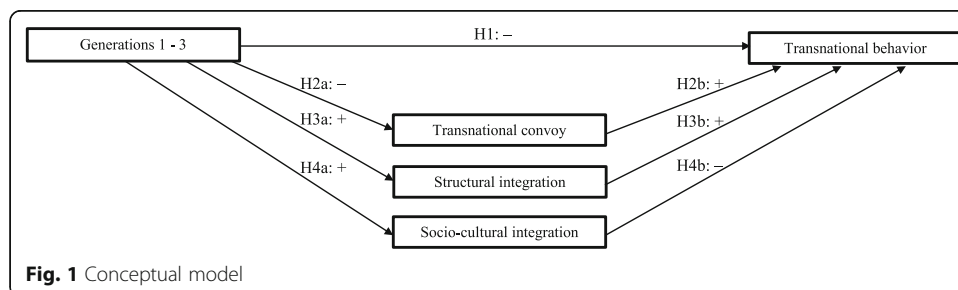 H1: –
Generations 1 - 3
Transnational behavior
H2a: –
H2b: +
H3a: +
H3b: +
Transnational convoy
H4a: +
H4b: –
Structural integration
Socio-cultural integration
Fig. 1 Conceptual model